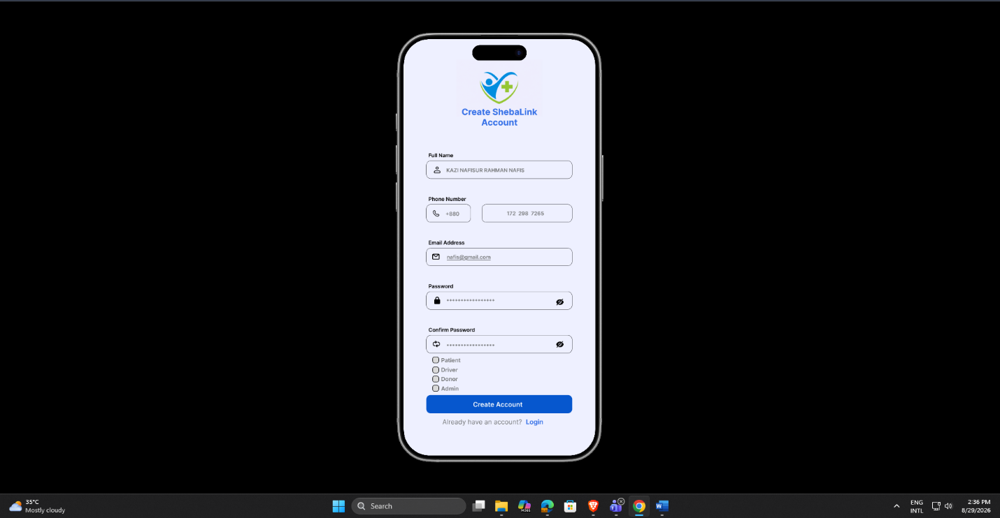 Create ShebaLink
Account
Full Name
KAZI NAFISUR RAHMAN NAFIS
Phone Number
+880 172 298 7265
Email Address
nafis@gmail.com
Password
*****************
Confirm Password
*****************
Patient
Driver
Donor
Admin
Create Account
Already have an account? Login
35°C
Mostly cloudy
Search
M365
ENG
INTL
2:36 PM
8/29/2026